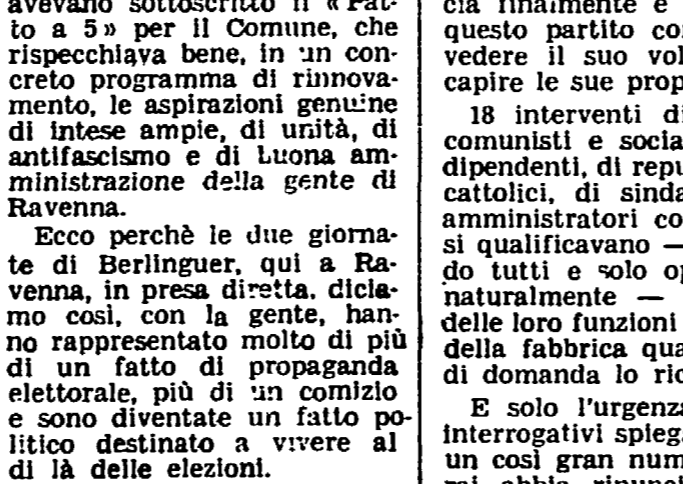 avevano sottoscritto il « Pat-
to a 5 » per il Comune, che
rispecchiava bene, in un con-
creto programma di rinnova-
mento, le aspirazioni genuine
di intese ampie, di unità, di
antifascismo e di buona am-
ministrazione della gente di
Ravenna.
Ecco perchè le due giorna-
te di Berlinguer, qui a Ra-
venna, in presa diretta, dicia-
mo così, con la gente, han-
no rappresentato molto di più
di un fatto di propaganda
elettorale, più di un comizio
e sono diventate un fatto po-
litico destinato a vivere al
di là delle elezioni.
cia finalmente e
questo partito co
vedere il suo vol
capire le sue prop
18 interventi di
comunisti e socia
dipendenti, di repu
cattolici, di sinda
amministratori co
si qualificavano —
do tutti e solo o
naturalmente —
delle loro funzioni
della fabbrica qua
di domanda lo ric
E solo l'urgenza
interrogativi spieg
un così gran num
rai abbia rinunci